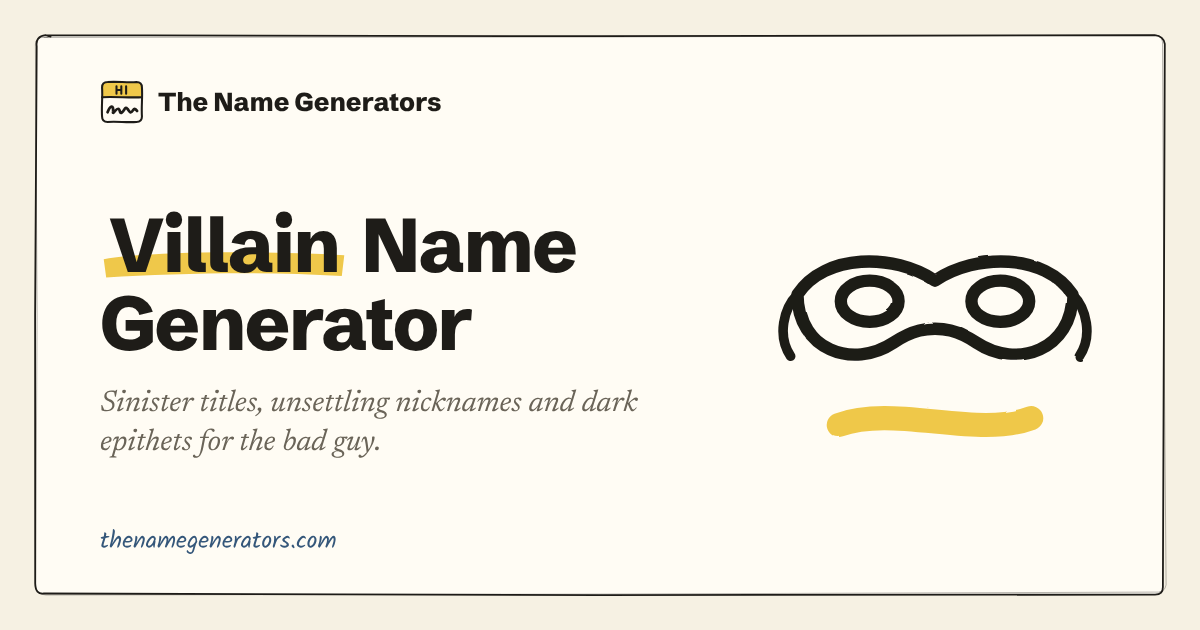 HI
The Name Generators
Villain Name
Generator
Sinister titles, unsettling nicknames and dark
epithets for the bad guy.
thenamegenerators.com